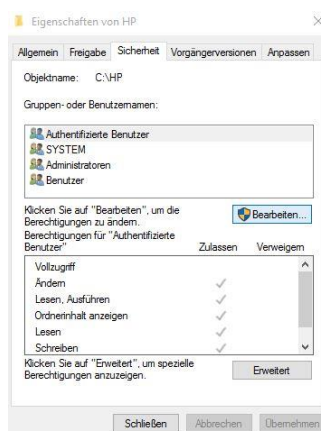 Eigenschaften von HP
Allgemein Freigabe Sicherheit Vorgängerversionen Anpassen
Objektname: C:\HP
Gruppen- oder Benutzernamen:
Authentifizierte Benutzer
SYSTEM
Administratoren
Benutzer
Klicken Sie auf "Bearbeiten", um die
Berechtigungen zu ändern.
Bearbeiten...
Berechtigungen für "Authentifizierte
Benutzer" Zulassen Verweigern
Vollzugriff
Ändern
Lesen, Ausführen
Ordnerinhalt anzeigen
Lesen
Schreiben
Klicken Sie auf "Erweitert", um spezielle
Berechtigungen anzuzeigen.
Erweitert
Schließen Abbrechen Übernehmen